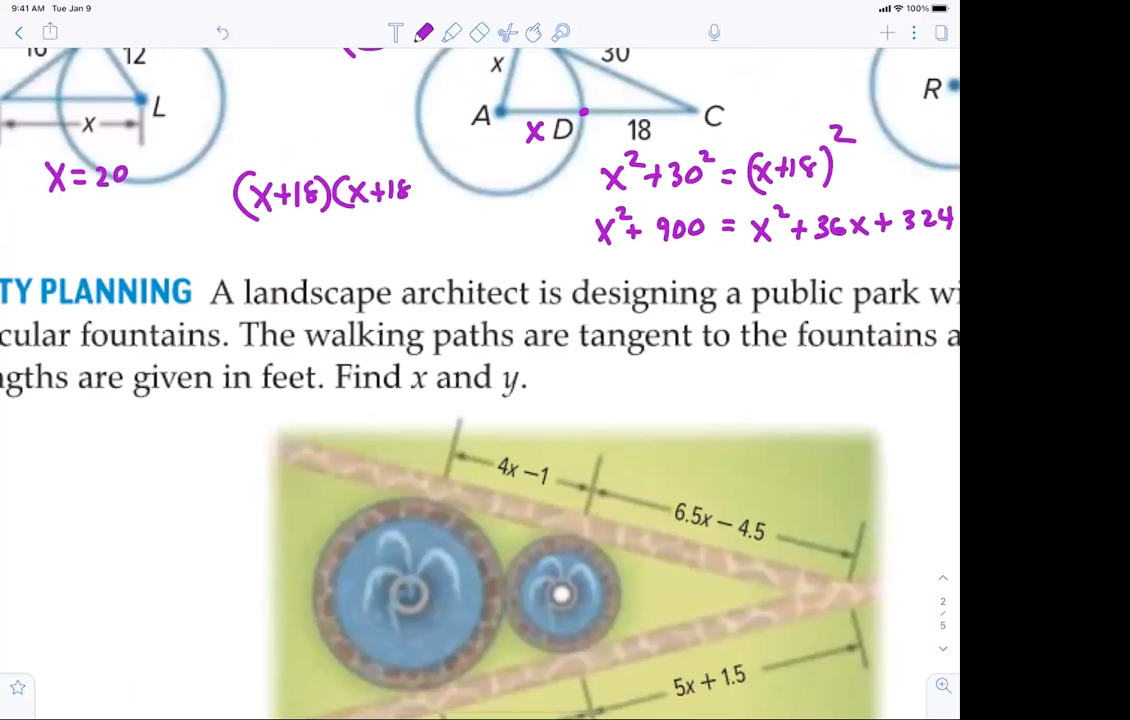 9:41 AM Tue Jan 9
100%
T
12
30
x
L
A
D
C
R
x
x
18
x = 20
(x+18)(x+18
x² + 30² = (x+18)²
x² + 900 = x² + 36x + 324
TY PLANNING A landscape architect is designing a public park wi
cular fountains. The walking paths are tangent to the fountains a
ngths are given in feet. Find x and y.
4x – 1
6.5x – 4.5
2
/
5
5x + 1.5